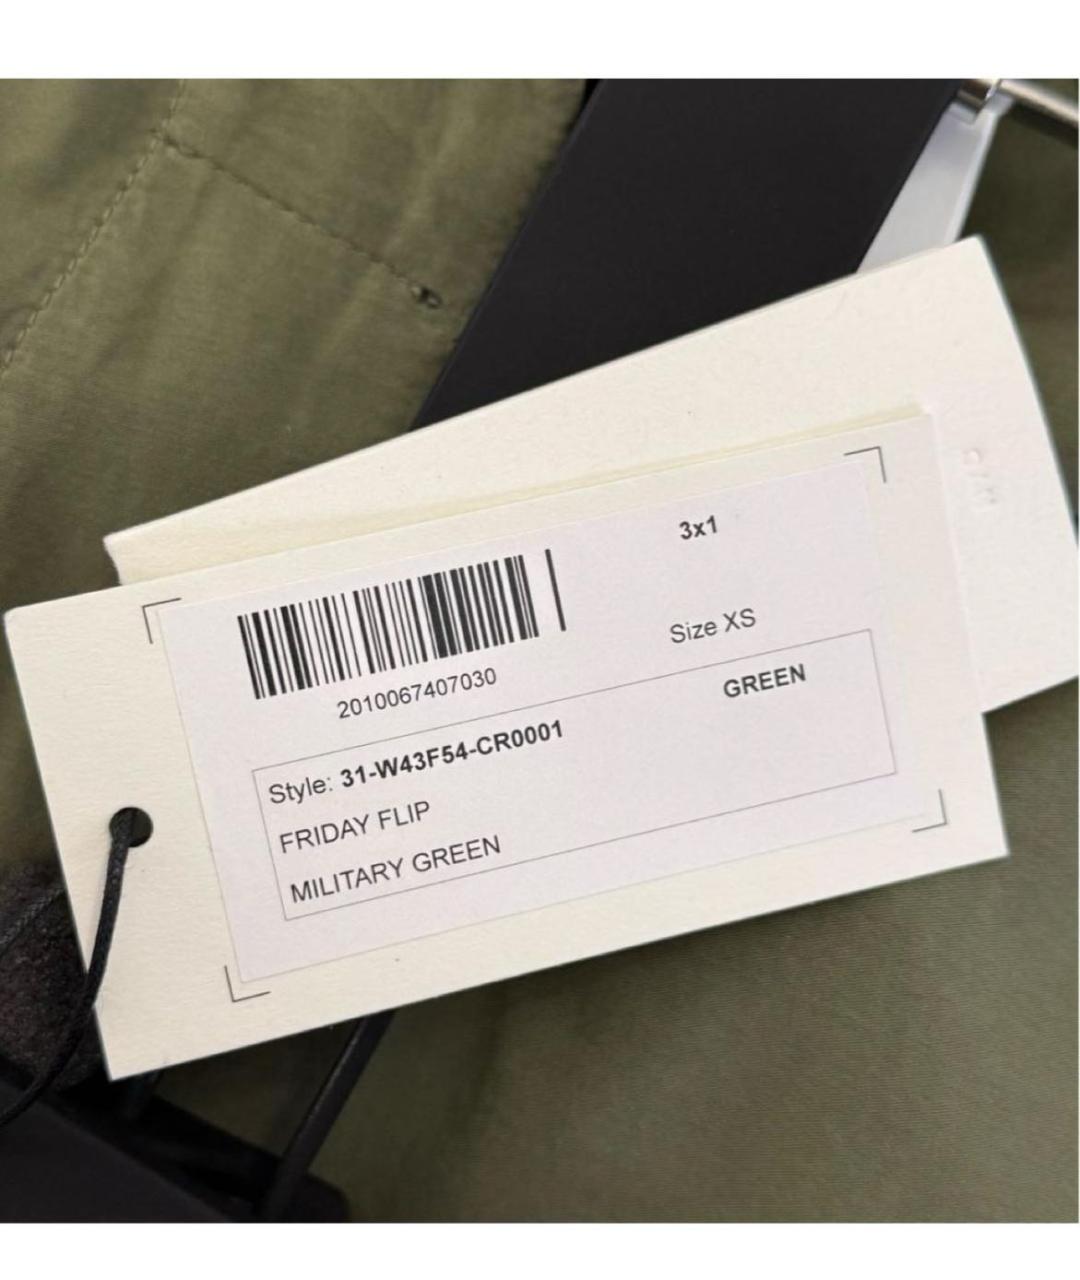 3x1
2010067407030
Size XS
GREEN
Style: 31-W43F54-CR0001
FRIDAY FLIP
MILITARY GREEN